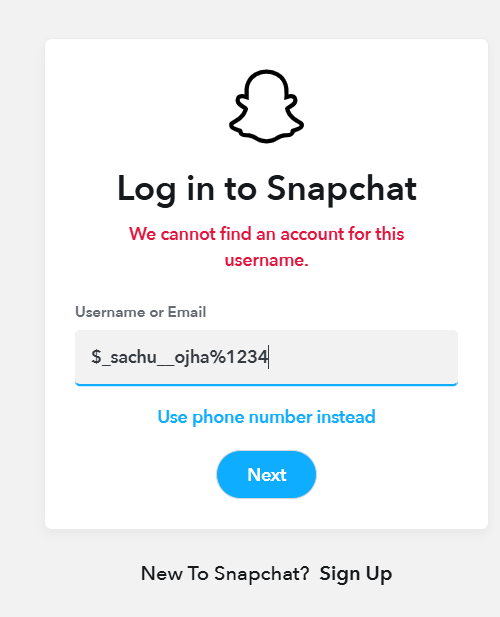 Log in to Snapchat
We cannot find an account for this
username.
Username or Email
$_sachu__ojha%1234
Use phone number instead
Next
New To Snapchat? Sign Up